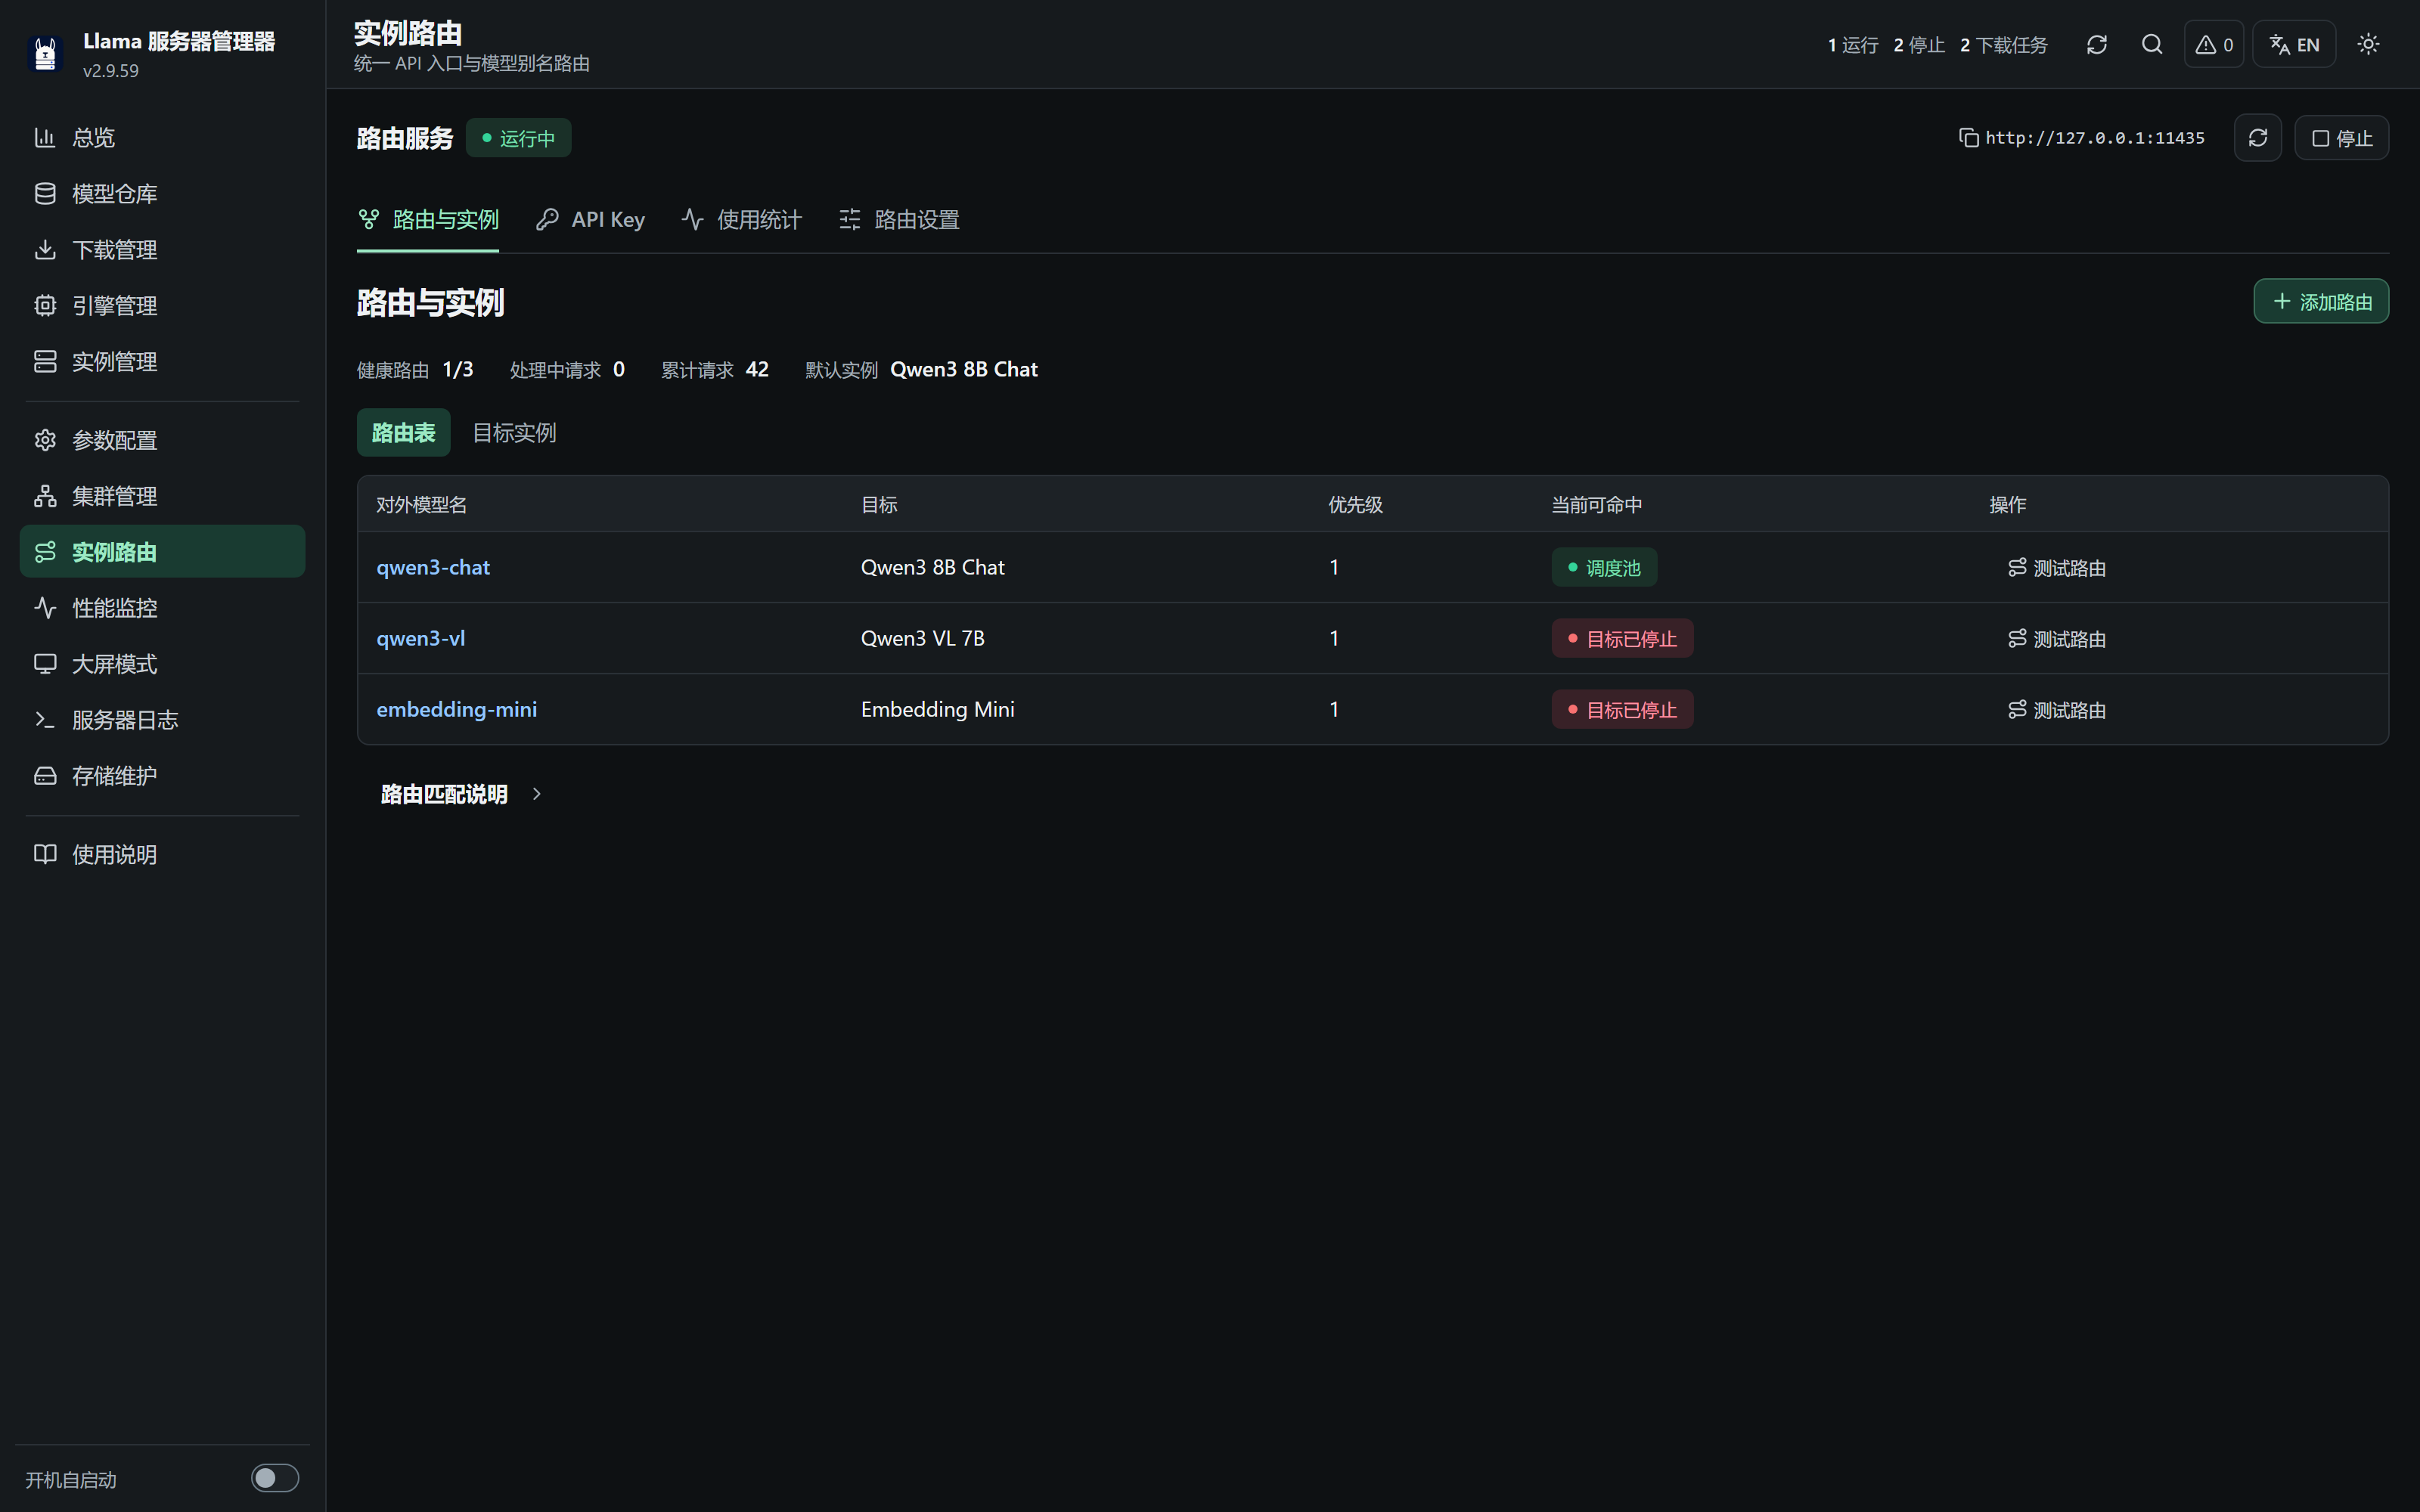 Llama 服务器管理器
v2.9.59
总览
模型仓库
下载管理
引擎管理
实例管理
参数配置
集群管理
实例路由
性能监控
大屏模式
服务器日志
存储维护
使用说明
开机自启动
实例路由
统一 API 入口与模型别名路由
1 运行 2 停止 2 下载任务 0 EN
路由服务 运行中 http://127.0.0.1:11435 停止
路由与实例 API Key 使用统计 路由设置
路由与实例 添加路由
健康路由 1/3 处理中请求 0 累计请求 42 默认实例 Qwen3 8B Chat
路由表 目标实例
对外模型名 目标 优先级 当前可命中 操作
qwen3-chat Qwen3 8B Chat 1 调度池 测试路由
qwen3-vl Qwen3 VL 7B 1 目标已停止 测试路由
embedding-mini Embedding Mini 1 目标已停止 测试路由
路由匹配说明